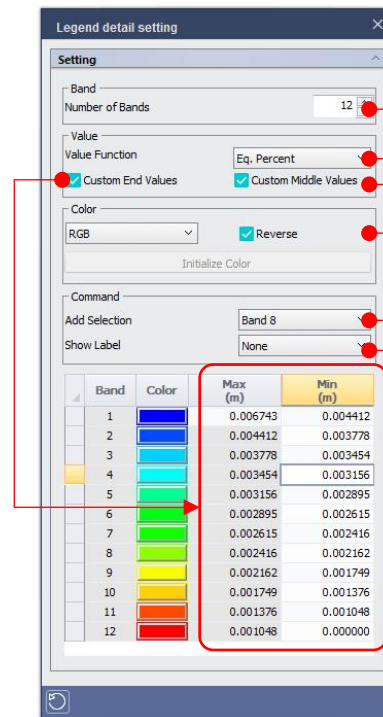 Legend detail setting
Setting
Band
Number of Bands 12
Value
Value Function Eq. Percent
Custom End Values Custom Middle Values
Color
RGB Reverse
Initialize Color
Command
Add Selection Band 8
Show Label None
Band Color Max (m) Min (m)
1 0.006743 0.004412
2 0.004412 0.003778
3 0.003778 0.003454
4 0.003454 0.003156
5 0.003156 0.002895
6 0.002895 0.002615
7 0.002615 0.002416
8 0.002416 0.002162
9 0.002162 0.001749
10 0.001749 0.001376
11 0.001376 0.001048
12 0.001048 0.000000